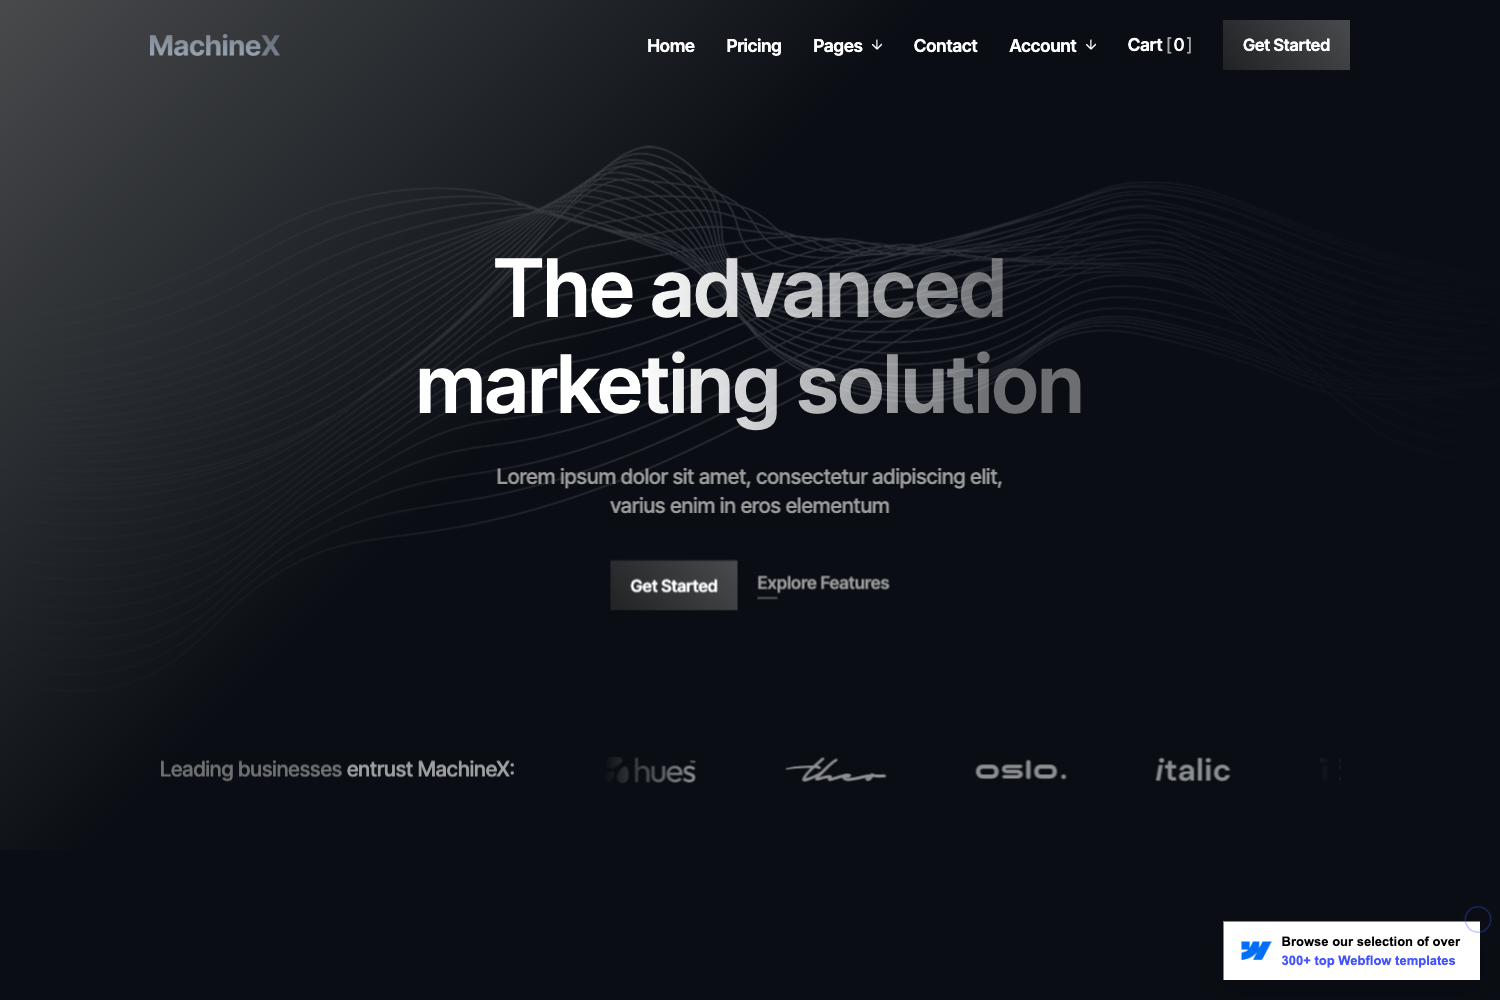 MachineX
Home
Pricing
Pages
Contact
Account
Cart [0]
Get Started
The advanced
marketing solution
Lorem ipsum dolor sit amet, consectetur adipiscing elit,
varius enim in eros elementum
Get Started
Explore Features
Leading businesses entrust MachineX:
hues
theo
oslo.
italic
Browse our selection of over
300+ top Webflow templates